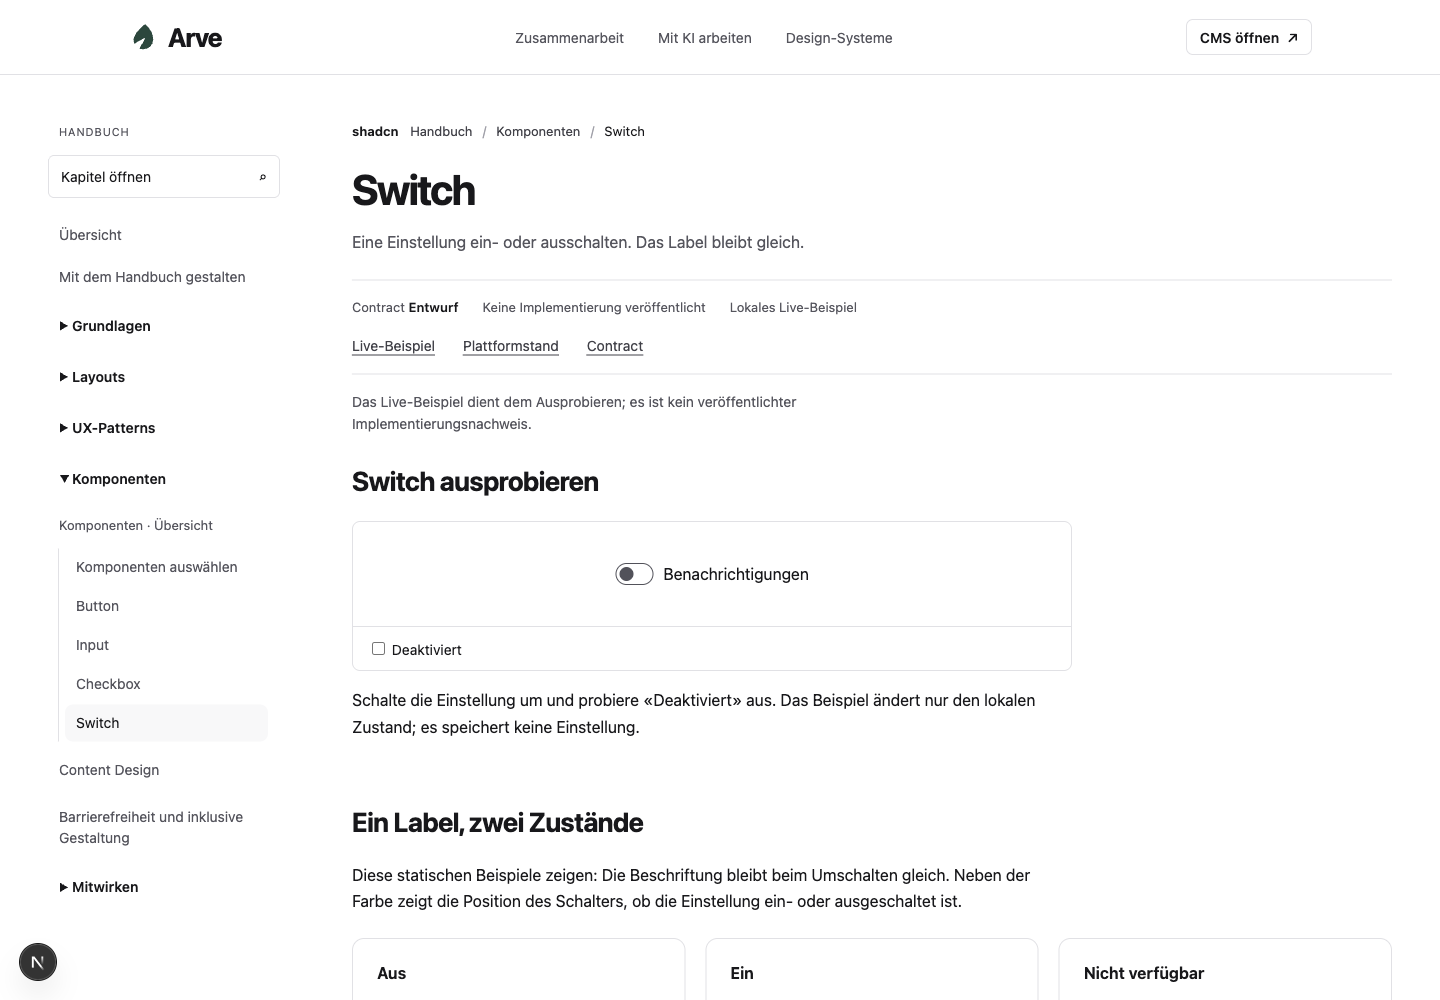 Arve
Zusammenarbeit
Mit KI arbeiten
Design-Systeme
CMS öffnen
HANDBUCH
Kapitel öffnen
Übersicht
Mit dem Handbuch gestalten
Grundlagen
Layouts
UX-Patterns
Komponenten
Komponenten · Übersicht
Komponenten auswählen
Button
Input
Checkbox
Switch
Content Design
Barrierefreiheit und inklusive
Gestaltung
Mitwirken
N
shadcn Handbuch / Komponenten / Switch
Switch
Eine Einstellung ein- oder ausschalten. Das Label bleibt gleich.
Contract Entwurf Keine Implementierung veröffentlicht Lokales Live-Beispiel
Live-Beispiel Plattformstand Contract
Das Live-Beispiel dient dem Ausprobieren; es ist kein veröffentlichter
Implementierungsnachweis.
Switch ausprobieren
Benachrichtigungen
Deaktiviert
Schalte die Einstellung um und probiere «Deaktiviert» aus. Das Beispiel ändert nur den lokalen
Zustand; es speichert keine Einstellung.
Ein Label, zwei Zustände
Diese statischen Beispiele zeigen: Die Beschriftung bleibt beim Umschalten gleich. Neben der
Farbe zeigt die Position des Schalters, ob die Einstellung ein- oder ausgeschaltet ist.
Aus
Ein
Nicht verfügbar